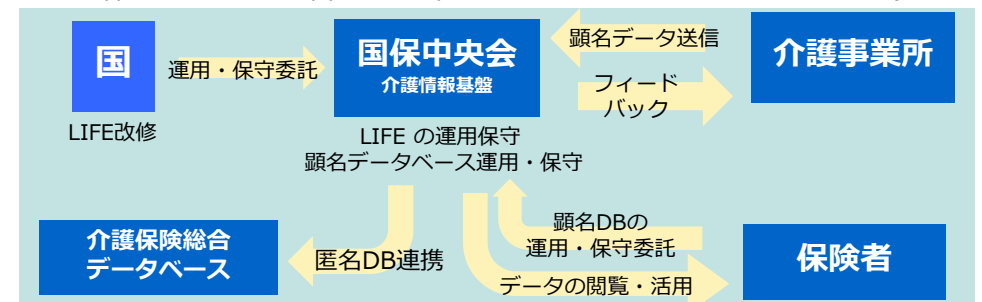 国
LIFE改修
運用・保守委託
国保中央会
介護情報基盤
LIFE の運用保守
顕名データベース運用・保守
顕名データ送信
フィード
バック
介護事業所
介護保険総合
データベース
匿名DB連携
顕名DBの
運用・保守委託
データの閲覧・活用
保険者